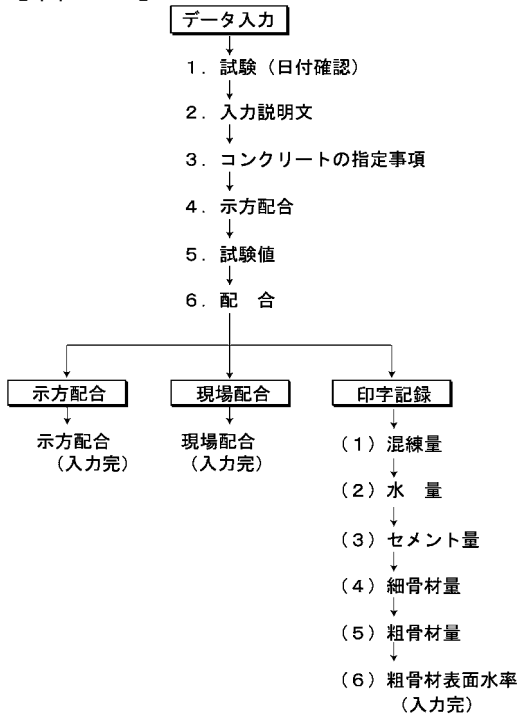 データ入力
1．試験（日付確認）
2．入力説明文
3．コンクリートの指定事項
4．示方配合
5．試験値
6．配　合
示方配合
現場配合
印字記録
示方配合
（入力完）
現場配合
（入力完）
（1）混練量
（2）水　量
（3）セメント量
（4）細骨材量
（5）粗骨材量
（6）粗骨材表面水率
（入力完）